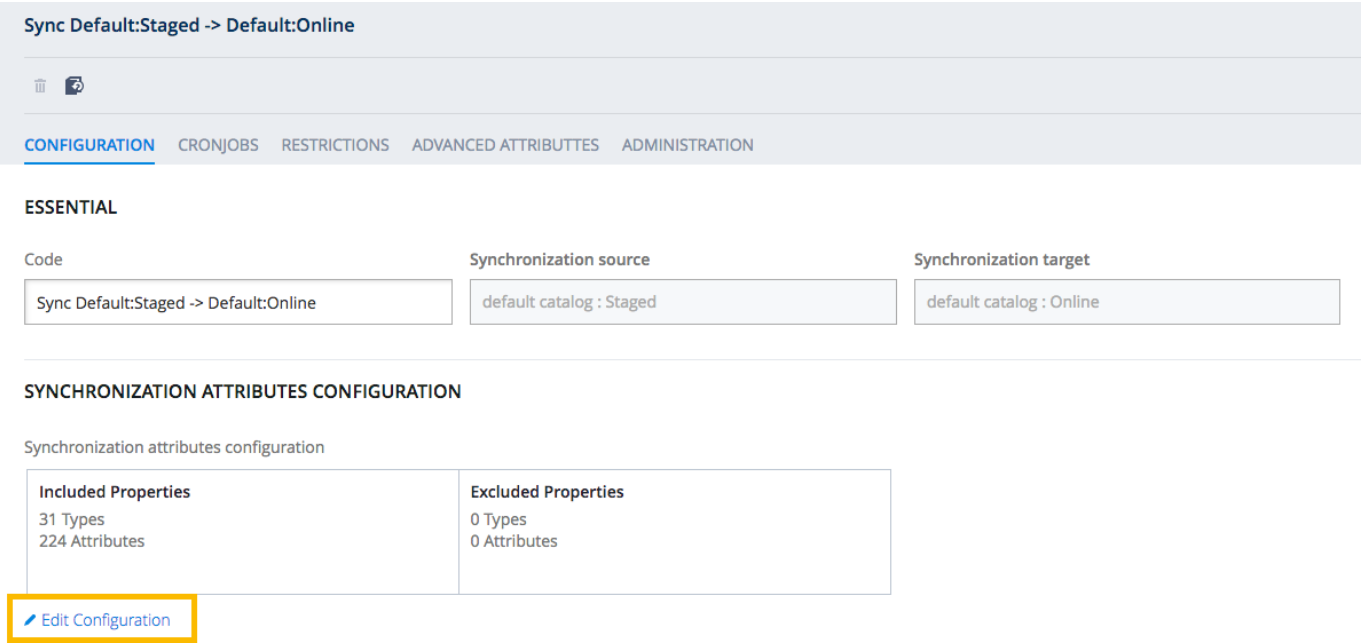 Sync Default:Staged -> Default:Online
CONFIGURATION CRONJOBS RESTRICTIONS ADVANCED ATTRIBUTTES ADMINISTRATION
ESSENTIAL
Code Synchronization source Synchronization target
Sync Default:Staged -> Default:Online default catalog : Staged default catalog : Online
SYNCHRONIZATION ATTRIBUTES CONFIGURATION
Synchronization attributes configuration
Included Properties Excluded Properties
31 Types 0 Types
224 Attributes 0 Attributes
Edit Configuration